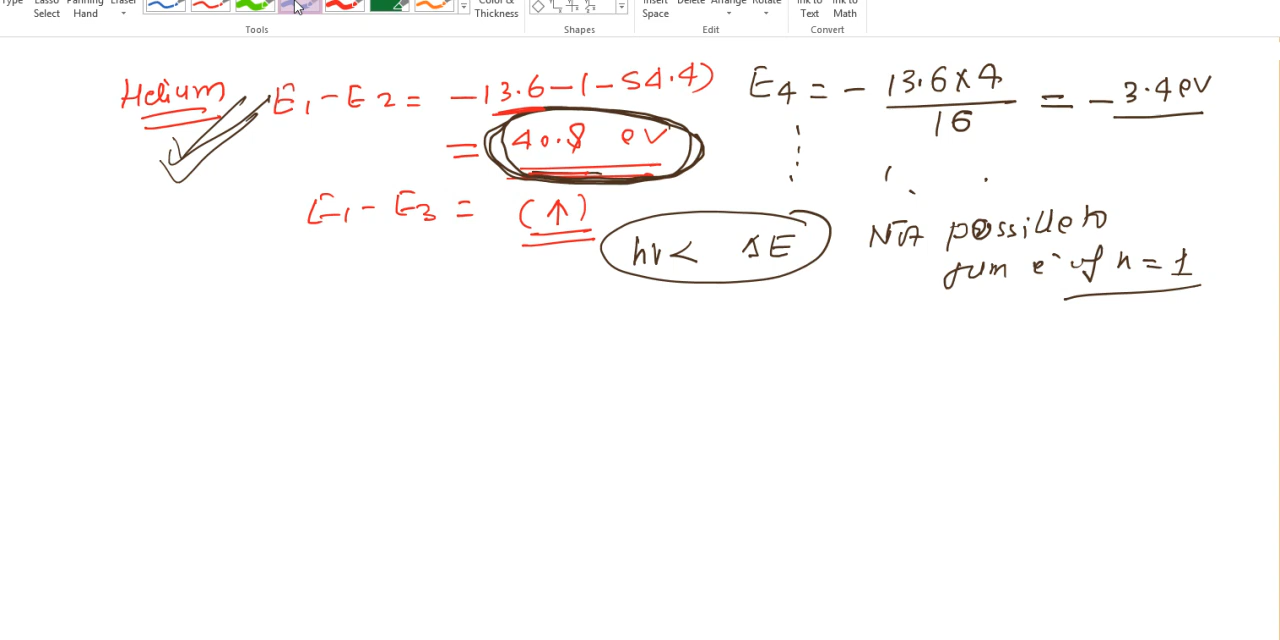 Type Lasso Panning Eraser Color & Insert Delete Arrange Rotate Ink to Ink to
Select Hand Thickness Space Text Math
Tools Shapes Edit Convert
Helium E1 - E2 = -13.6 - (-54.4)
= 40.8 eV
E1 - E3 = (↑)
hν < ΔE
E4 = - 13.6 × 4 / 16 = - 3.4 eV
Not possible to
e- of n = 1